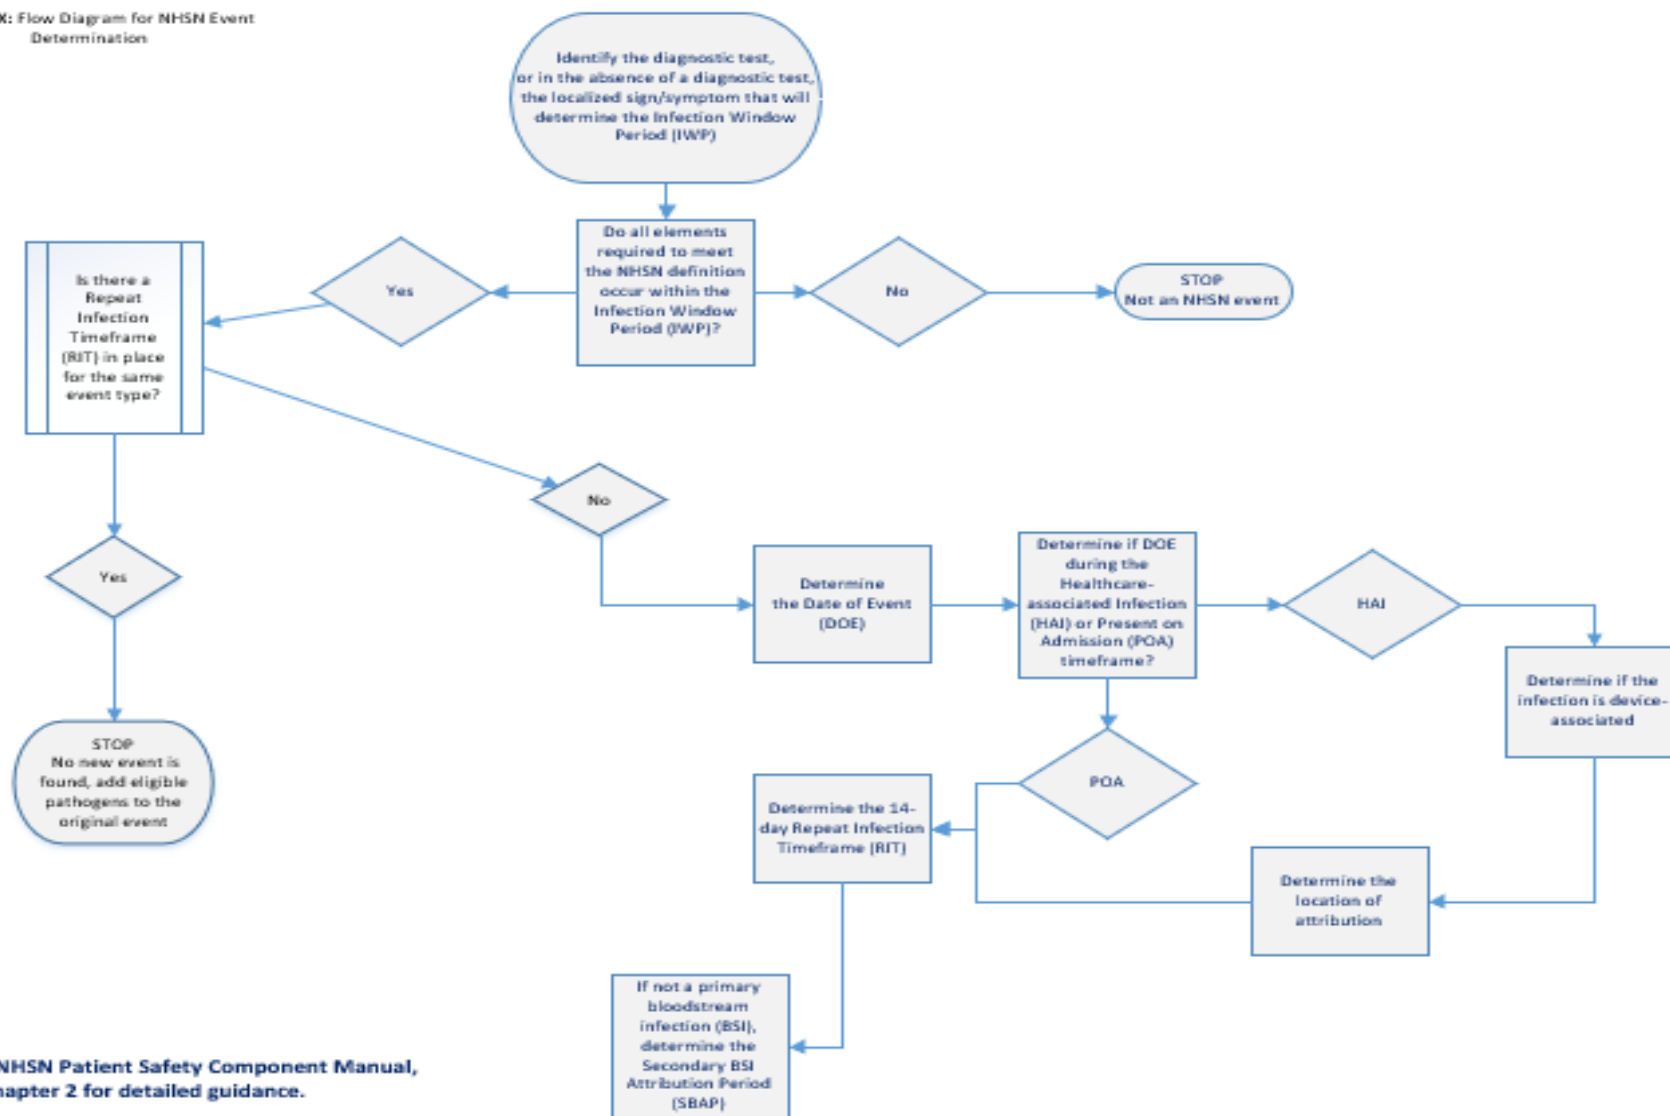 X: Flow Diagram for NHSN Event
Determination
Identify the diagnostic test,
or in the absence of a diagnostic test,
the localized sign/symptom that will
determine the Infection Window
Period (IWP)
Do all elements
required to meet
the NHSN definition
occur within the
Infection Window
Period (IWP)?
Yes
No
STOP
Not an NHSN event
Is there a
Repeat
Infection
Timeframe
(RIT) in place
for the same
event type?
No
Yes
STOP
No new event is
found, add eligible
pathogens to the
original event
Determine
the Date of Event
(DOE)
Determine if DOE
during the
Healthcare-
associated Infection
(HAI) or Present on
Admission (POA)
timeframe?
HAI
Determine if the
infection is device-
associated
POA
Determine the
location of
attribution
Determine the 14-
day Repeat Infection
Timeframe (RIT)
If not a primary
bloodstream
infection (BSI),
determine the
Secondary BSI
Attribution Period
(SBAP)
NHSN Patient Safety Component Manual,
hapter 2 for detailed guidance.